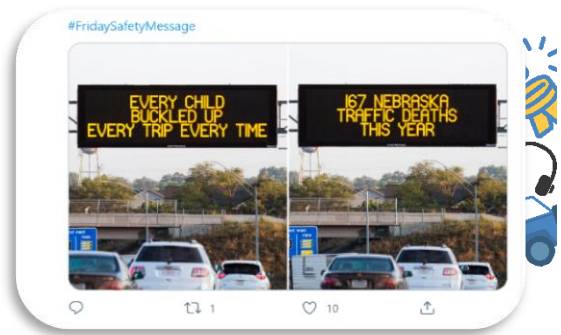 #FridaySafetyMessage
EVERY CHILD
BUCKLED UP
EVERY TRIP EVERY TIME
167 NEBRASKA
TRAFFIC DEATHS
THIS YEAR
1
10